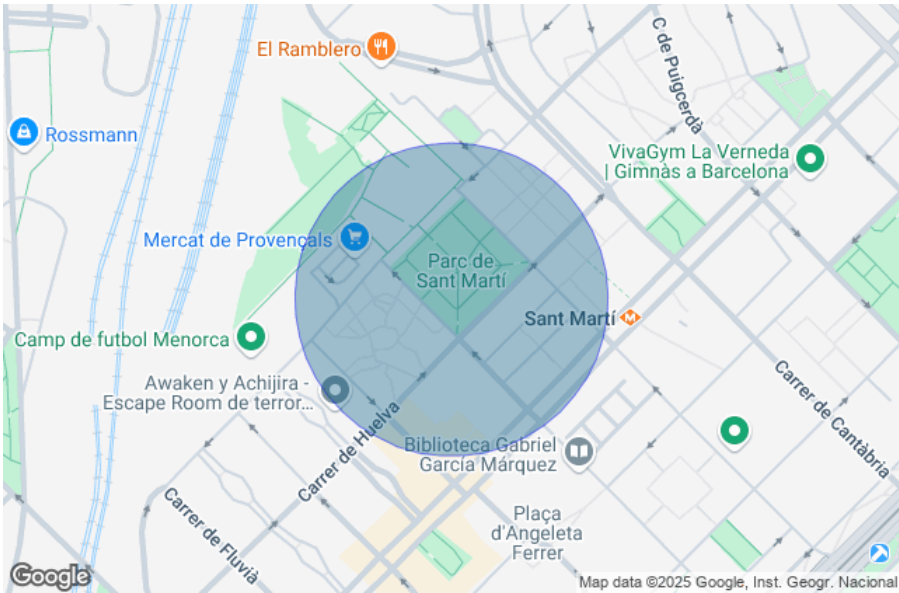 El Ramblero
C de Puigcerdà
Rossmann
VivaGym La Verneda
| Gimnàs a Barcelona
Mercat de Provençals
Parc de
Sant Martí
Sant Martí
M
Camp de futbol Menorca
Awaken y Achijira -
Escape Room de terror...
Carrer de Huelva
Carrer de Cantàbria
Biblioteca Gabriel
García Márquez
Carrer de Fluvià
Plaça
d'Angeleta
Ferrer
Google
Map data ©2025 Google, Inst. Geogr. Nacional